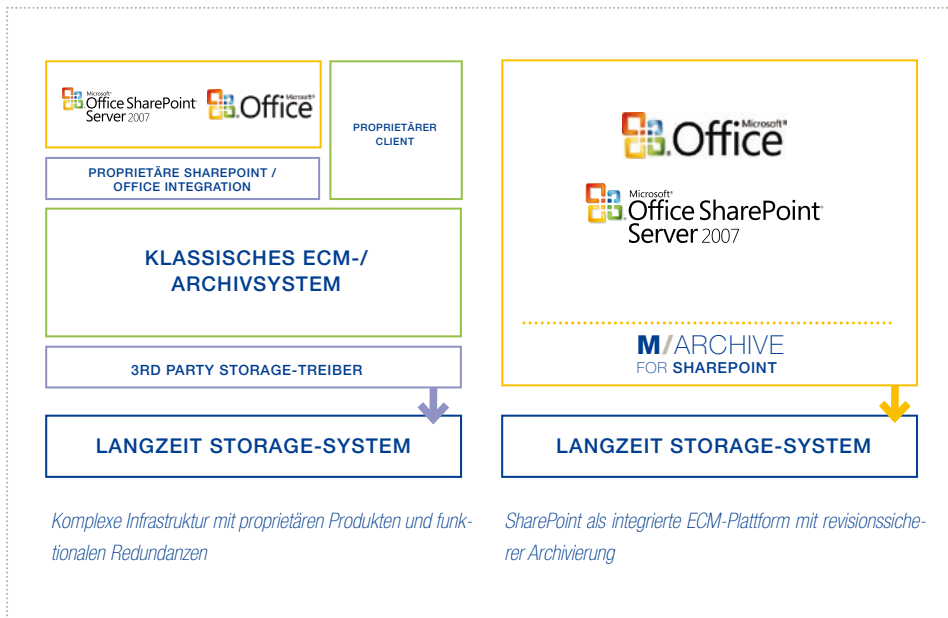 Microsoft®
Office SharePoint®
Server 2007
Microsoft®
Office
PROPRIETÄRER
CLIENT
PROPRIETÄRE SHAREPOINT /
OFFICE INTEGRATION
KLASSISCHES ECM-/
ARCHIVSYSTEM
3RD PARTY STORAGE-TREIBER
LANGZEIT STORAGE-SYSTEM
Komplexe Infrastruktur mit proprietären Produkten und funk-
tionalen Redundanzen
Microsoft®
Office
Microsoft®
Office SharePoint®
Server 2007
M/ARCHIVE
FOR SHAREPOINT
LANGZEIT STORAGE-SYSTEM
SharePoint als integrierte ECM-Plattform mit revisionssiche-
rer Archivierung